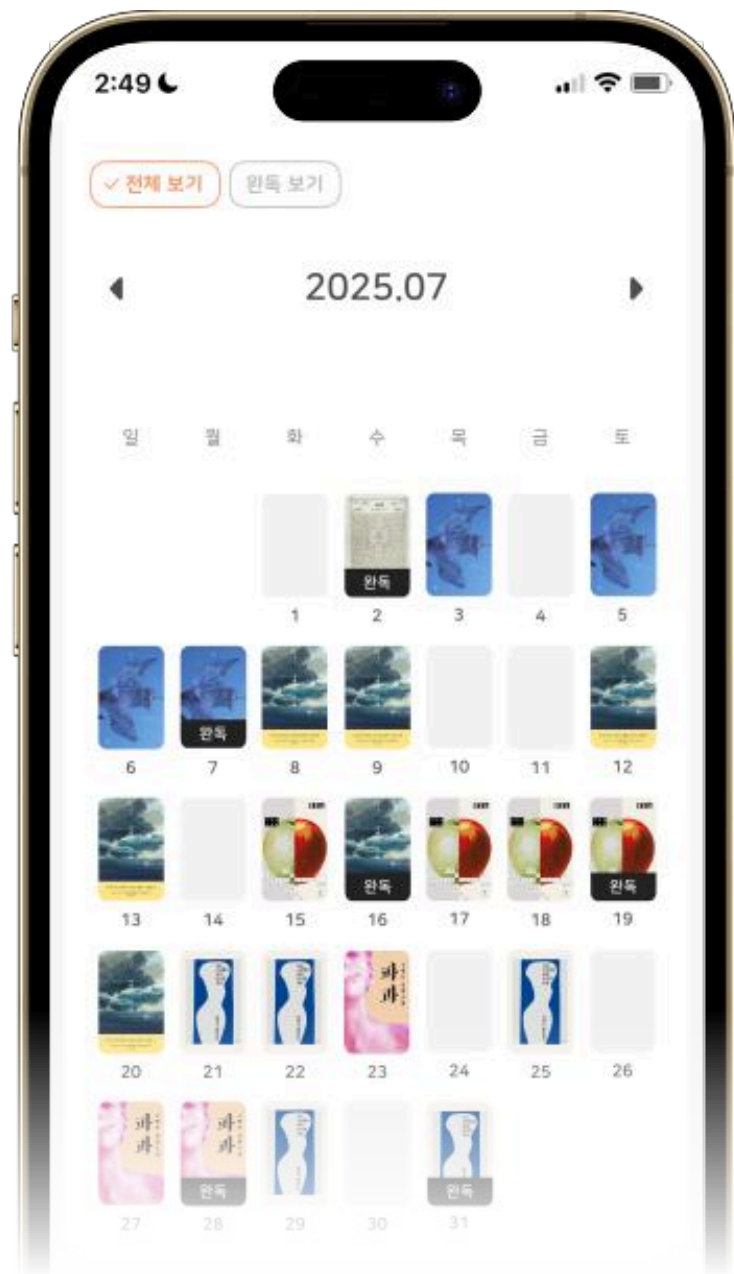 2:49
전체 보기 완독 보기
2025.07
일 월 화 수 목 금 토
완독
1 2 3 4 5
완독
6 7 8 9 10 11 12
완독 완독
13 14 15 16 17 18 19
파과
20 21 22 23 24 25 26
파과 파과
완독 완독
27 28 29 30 31